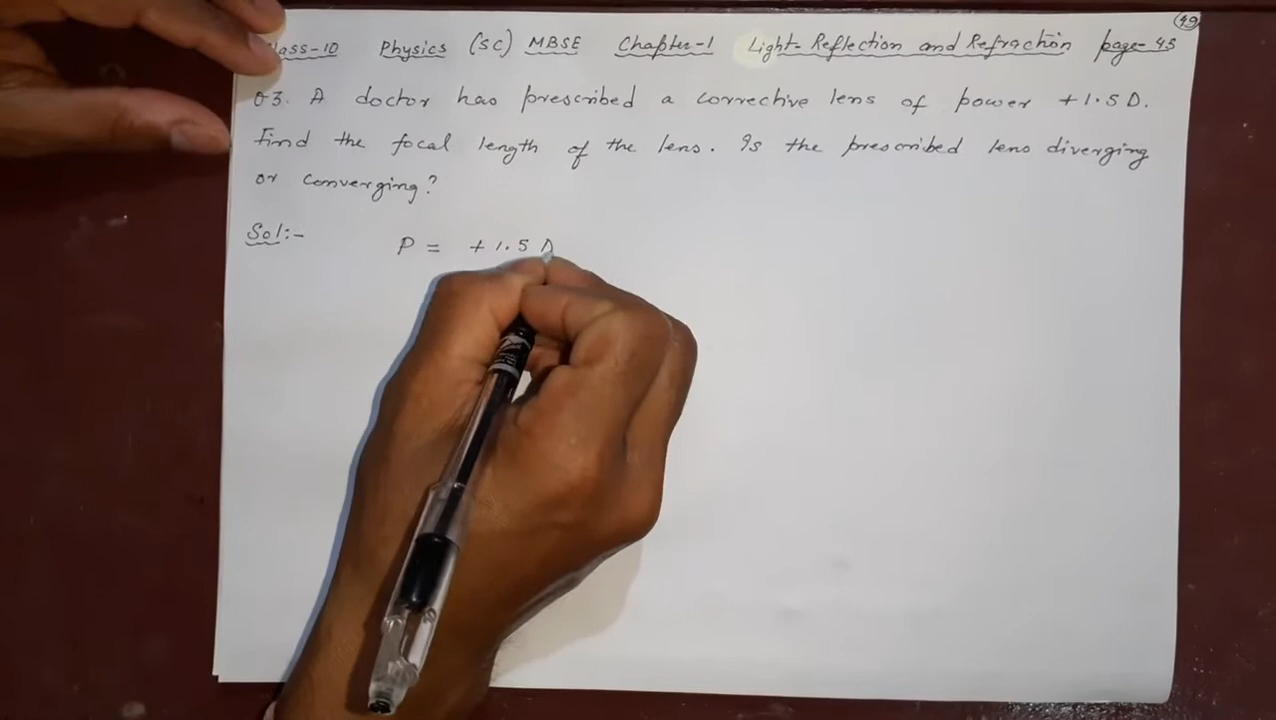 lass-10 Physics (SC) MBSE Chapter-1 Light-Reflection and Refraction page-45
49
03. A doctor has prescribed a corrective lens of power +1.5 D.
Find the focal length of the lens. Is the prescribed lens diverging
or converging?
Sol:-
P = +1.5 D